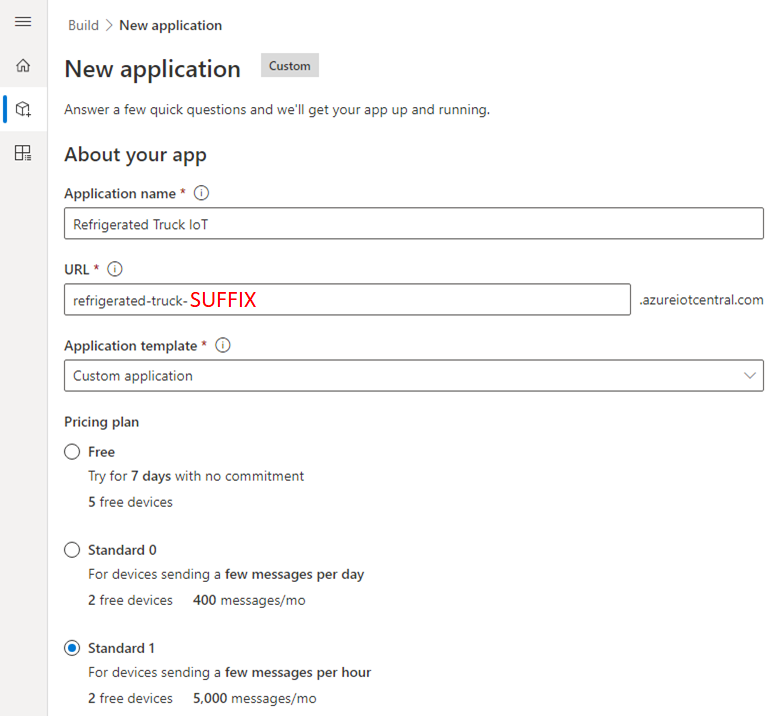 Build > New application
New application Custom
Answer a few quick questions and we'll get your app up and running.
About your app
Application name *
Refrigerated Truck IoT
URL *
refrigerated-truck-SUFFIX .azureiotcentral.com
Application template *
Custom application
Pricing plan
Free
Try for 7 days with no commitment
5 free devices
Standard 0
For devices sending a few messages per day
2 free devices 400 messages/mo
Standard 1
For devices sending a few messages per hour
2 free devices 5,000 messages/mo